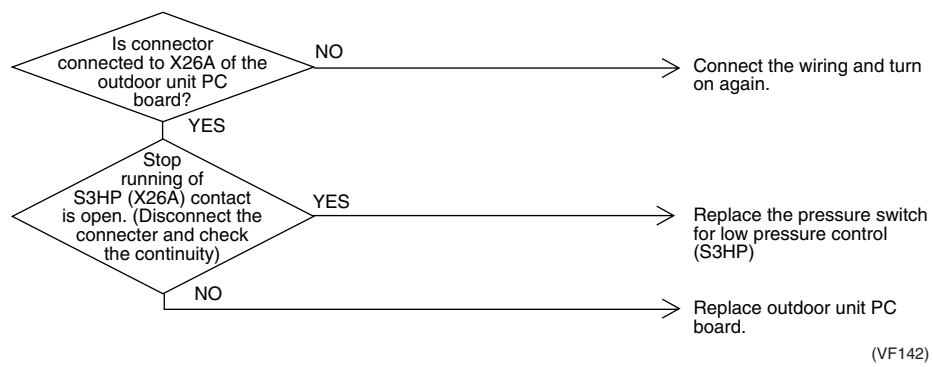 Is connector
connected to X26A of the
outdoor unit PC
board?
NO
Connect the wiring and turn
on again.
YES
Stop
running of
S3HP (X26A) contact
is open. (Disconnect the
connecter and check
the continuity)
YES
Replace the pressure switch
for low pressure control
(S3HP)
NO
Replace outdoor unit PC
board.
(VF142)